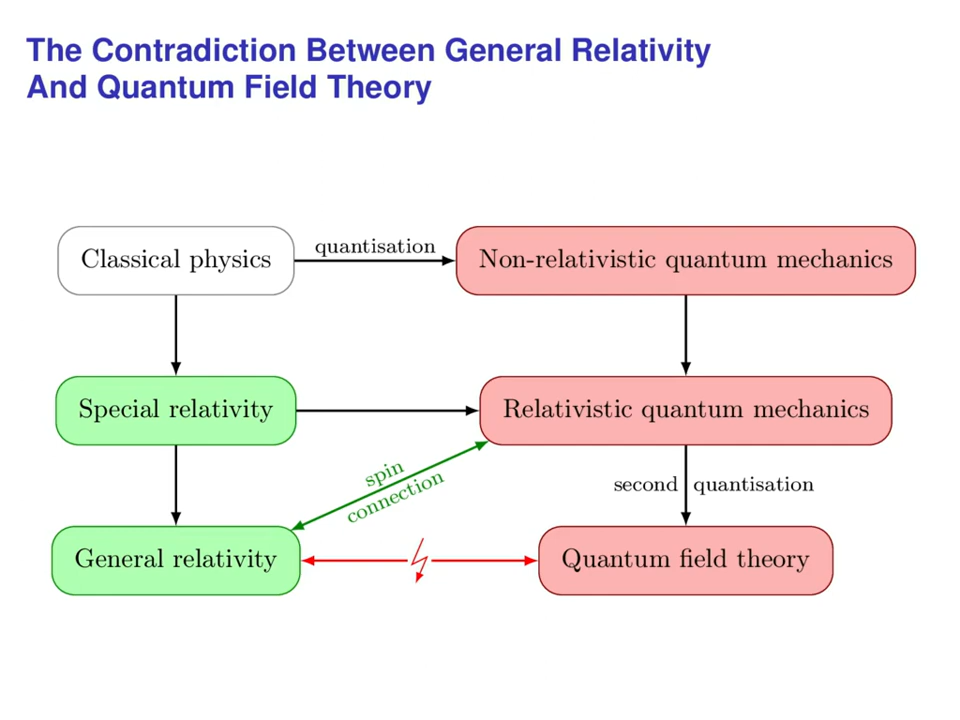 The Contradiction Between General Relativity
And Quantum Field Theory
Classical physics
quantisation
Non-relativistic quantum mechanics
Special relativity
Relativistic quantum mechanics
spin
connection
second quantisation
General relativity
Quantum field theory